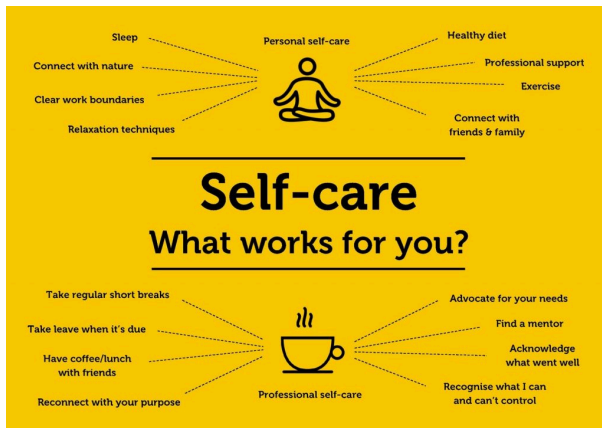 Personal self-care
Sleep
Connect with nature
Clear work boundaries
Relaxation techniques
Healthy diet
Professional support
Exercise
Connect with
friends & family
Self-care
What works for you?
Take regular short breaks
Take leave when it's due
Have coffee/lunch
with friends
Reconnect with your purpose
Advocate for your needs
Find a mentor
Acknowledge
what went well
Recognise what I can
and can't control
Professional self-care